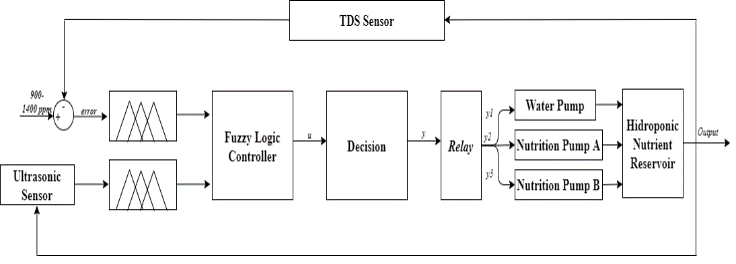 TDS Sensor
900-
1400 ppm
-
+
error
Ultrasonic
Sensor
Fuzzy Logic
Controller
u
Decision
y
Relay
y1
y2
y3
Water Pump
Nutrition Pump A
Nutrition Pump B
Hidroponic
Nutrient
Reservoir
Output